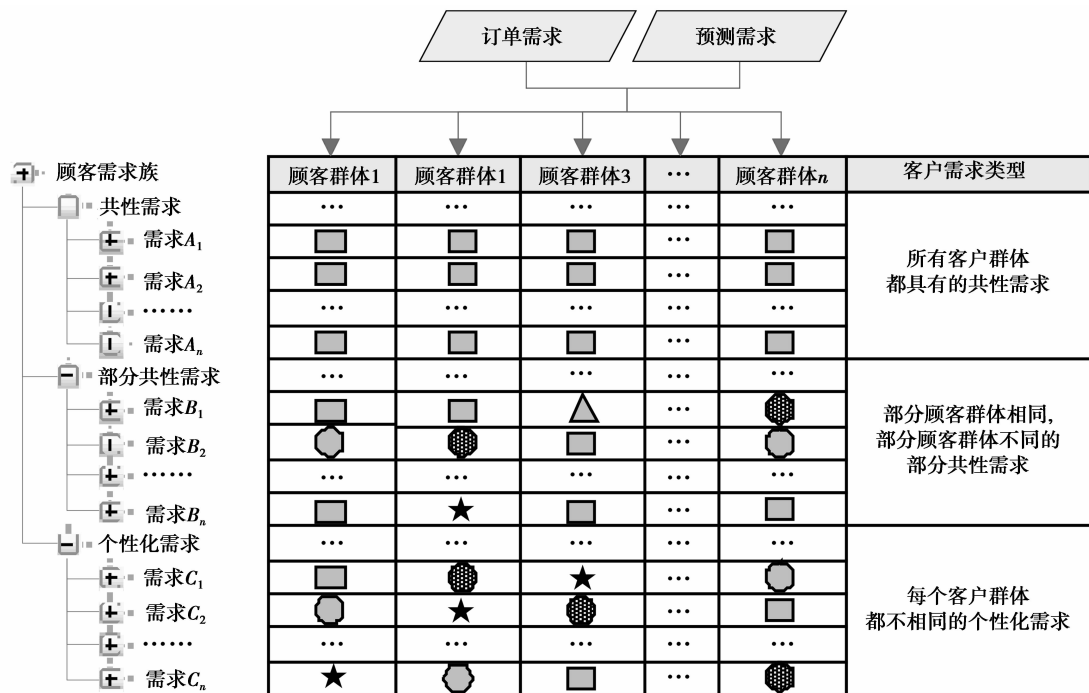 订单需求
预测需求
顾客需求族
顾客群体1
顾客群体1
顾客群体3
...
顾客群体n
客户需求类型
共性需求
... ... ... ... ...
需求A₁
...
需求A₂
...
所有客户群体
都具有的共性需求
……
... ... ... ... ...
需求Aₙ
...
部分共性需求
... ... ... ... ...
需求B₁
...
需求B₂
...
部分顾客群体相同,
部分顾客群体不同的
部分共性需求
……
... ... ... ... ...
需求Bₙ
...
个性化需求
... ... ... ... ...
需求C₁
...
需求C₂
...
每个客户群体
都不相同的个性化需求
……
... ... ... ... ...
需求Cₙ
...